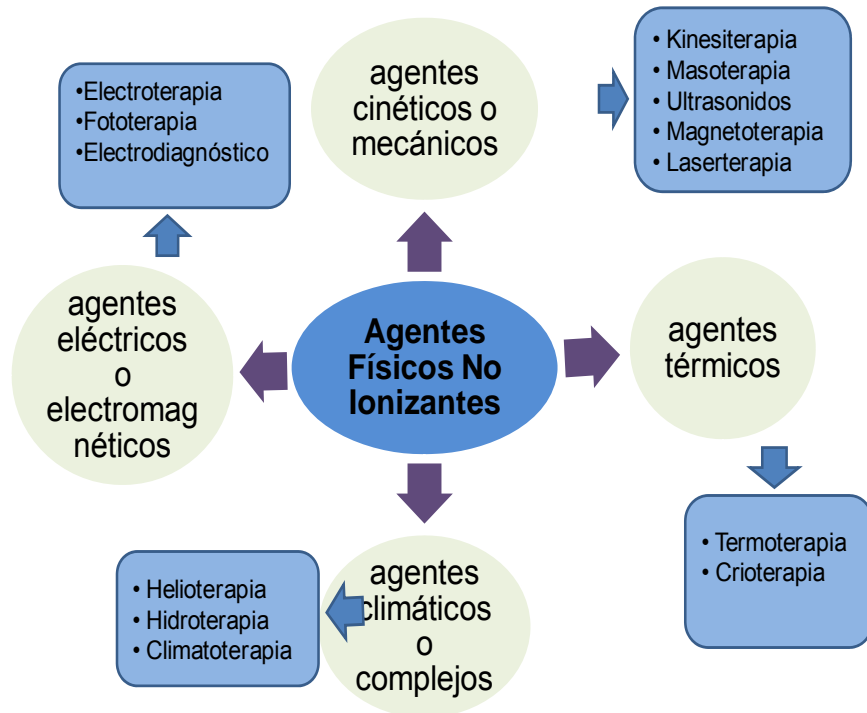 agentes
cinéticos o
mecánicos
• Kinesiterapia
• Masoterapia
• Ultrasonidos
• Magnetoterapia
• Laserterapia
•Electroterapia
•Fototerapia
•Electrodiagnóstico
agentes
eléctricos
o
electromag
néticos
Agentes
Físicos No
Ionizantes
agentes
térmicos
• Termoterapia
• Crioterapia
• Helioterapia
• Hidroterapia
• Climatoterapia
agentes
climáticos
o
complejos